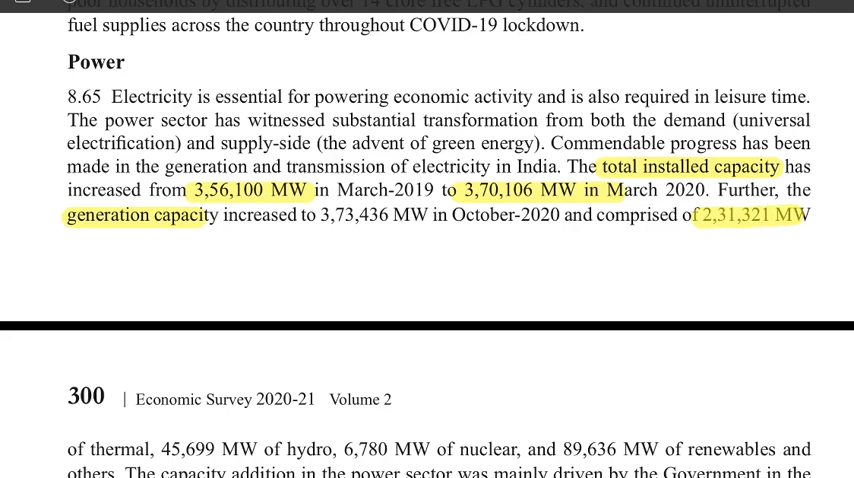 fuel supplies across the country throughout COVID-19 lockdown.
Power
8.65 Electricity is essential for powering economic activity and is also required in leisure time.
The power sector has witnessed substantial transformation from both the demand (universal
electrification) and supply-side (the advent of green energy). Commendable progress has been
made in the generation and transmission of electricity in India. The total installed capacity has
increased from 3,56,100 MW in March-2019 to 3,70,106 MW in March 2020. Further, the
generation capacity increased to 3,73,436 MW in October-2020 and comprised of 2,31,321 MW
300 | Economic Survey 2020-21 Volume 2
of thermal, 45,699 MW of hydro, 6,780 MW of nuclear, and 89,636 MW of renewables and
others. The capacity addition in the power sector was mainly driven by the Government in the